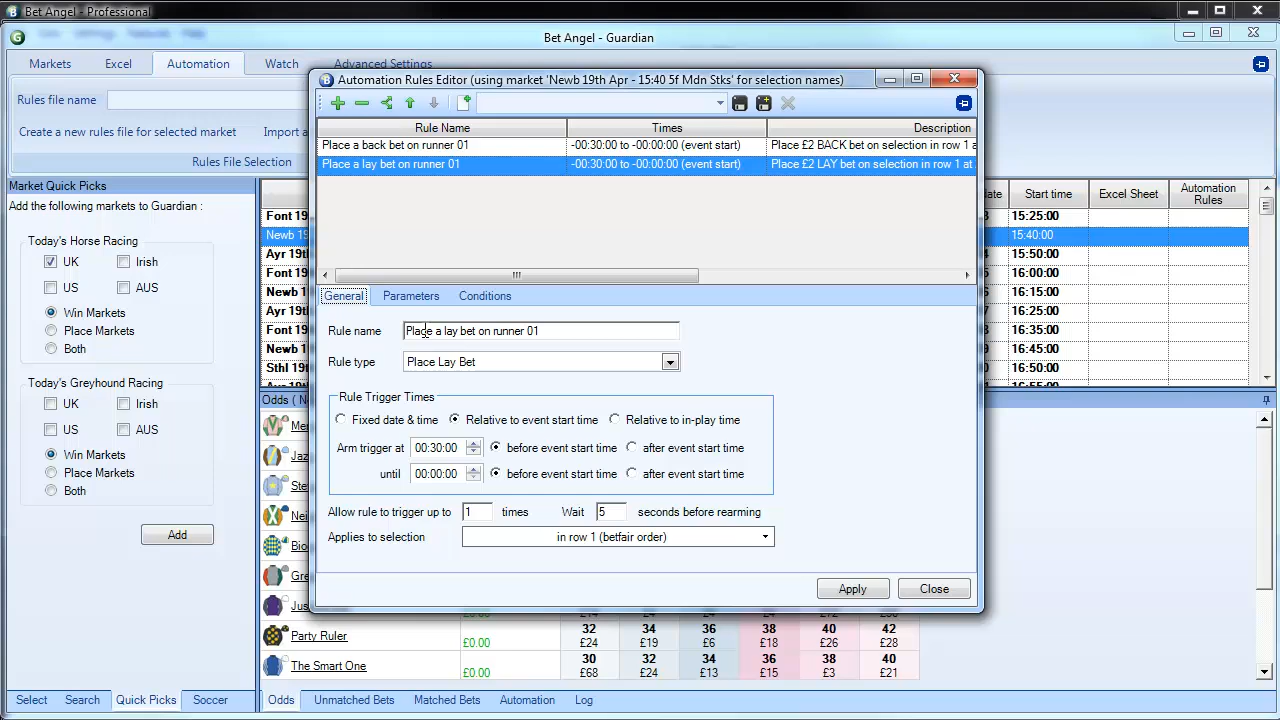 Bet Angel - Professional
Bet Angel - Guardian
Markets Excel Automation Watch Advanced Settings
Rules file name
Create a new rules file for selected market Import a
Rules File Selection
Market Quick Picks
Add the following markets to Guardian :
Today's Horse Racing
UK Irish
US AUS
Win Markets
Place Markets
Both
Today's Greyhound Racing
UK Irish
US AUS
Win Markets
Place Markets
Both
Add
Select Search Quick Picks Soccer
Automation Rules Editor (using market 'Newb 19th Apr - 15:40 5f Mdn Stks' for selection names)
Rule Name Times Description
Place a back bet on runner 01 -00:30:00 to -00:00:00 (event start) Place £2 BACK bet on selection in row 1 a
Place a lay bet on runner 01 -00:30:00 to -00:00:00 (event start) Place £2 LAY bet on selection in row 1 at
General Parameters Conditions
Rule name Place a lay bet on runner 01
Rule type Place Lay Bet
Rule Trigger Times
Fixed date & time Relative to event start time Relative to in-play time
Arm trigger at 00:30:00 before event start time after event start time
until 00:00:00 before event start time after event start time
Allow rule to trigger up to 1 times Wait 5 seconds before rearming
Applies to selection in row 1 (betfair order)
Apply Close
ate Start time Excel Sheet Automation Rules
Font 19 3 15:25:00
Newb 19 15:40:00
Ayr 19th 15:50:00
Font 19 16:00:00
Newb 1 16:15:00
Ayr 19th 16:25:00
Font 19 16:35:00
Newb 1 16:45:00
Sthl 19t 16:55:00
Odds ( N
Me
Jaz
Ste
Nei
Bio
Gre
Jus
£0.00
Party Ruler £0.00 32 34 36 38 40 42
£24 £19 £6 £18 £26 £28
The Smart One £0.00 30 32 34 36 38 40
£68 £24 £13 £15 £3 £21
Odds Unmatched Bets Matched Bets Automation Log